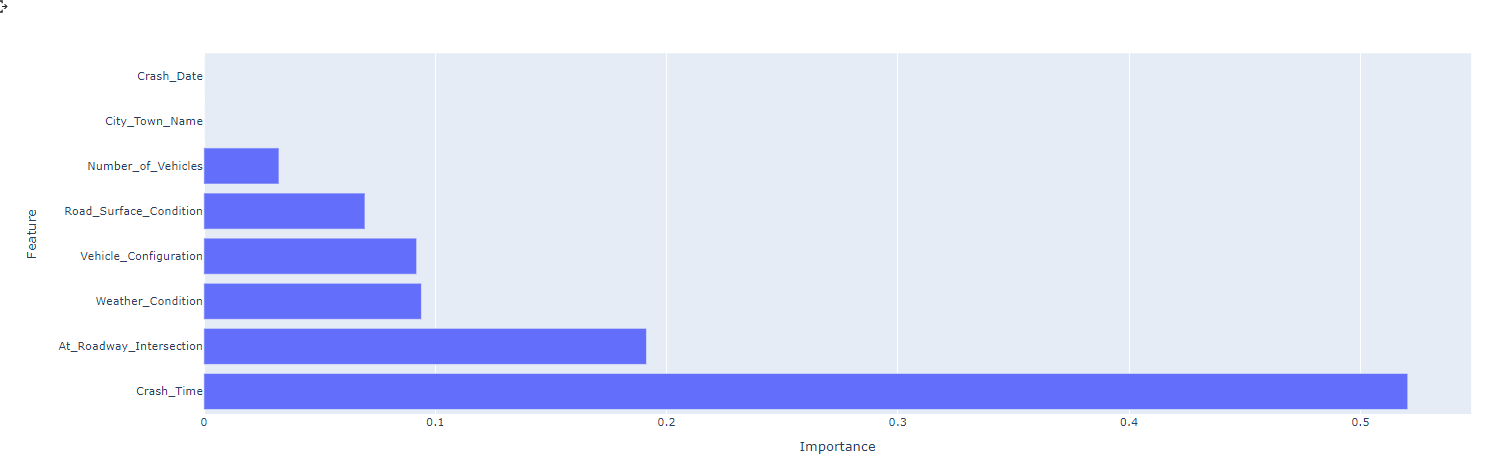 Crash_Date
City_Town_Name
Number_of_Vehicles
Road_Surface_Condition
Vehicle_Configuration
Weather_Condition
At_Roadway_Intersection
Crash_Time
Feature
0 0.1 0.2 0.3 0.4 0.5
Importance